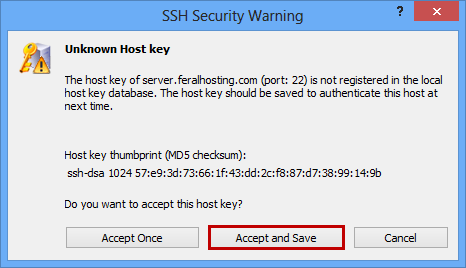 SSH Security Warning
?
Unknown Host key
The host key of server.feralhosting.com (port: 22) is not registered in the local
host key database. The host key should be saved to authenticate this host at
next time.
Host key thumbprint (MD5 checksum):
ssh-dsa 1024 57:e9:3d:73:66:1f:43:dd:2c:f8:87:d7:38:99:14:9b
Do you want to accept this host key?
Accept Once Accept and Save Cancel